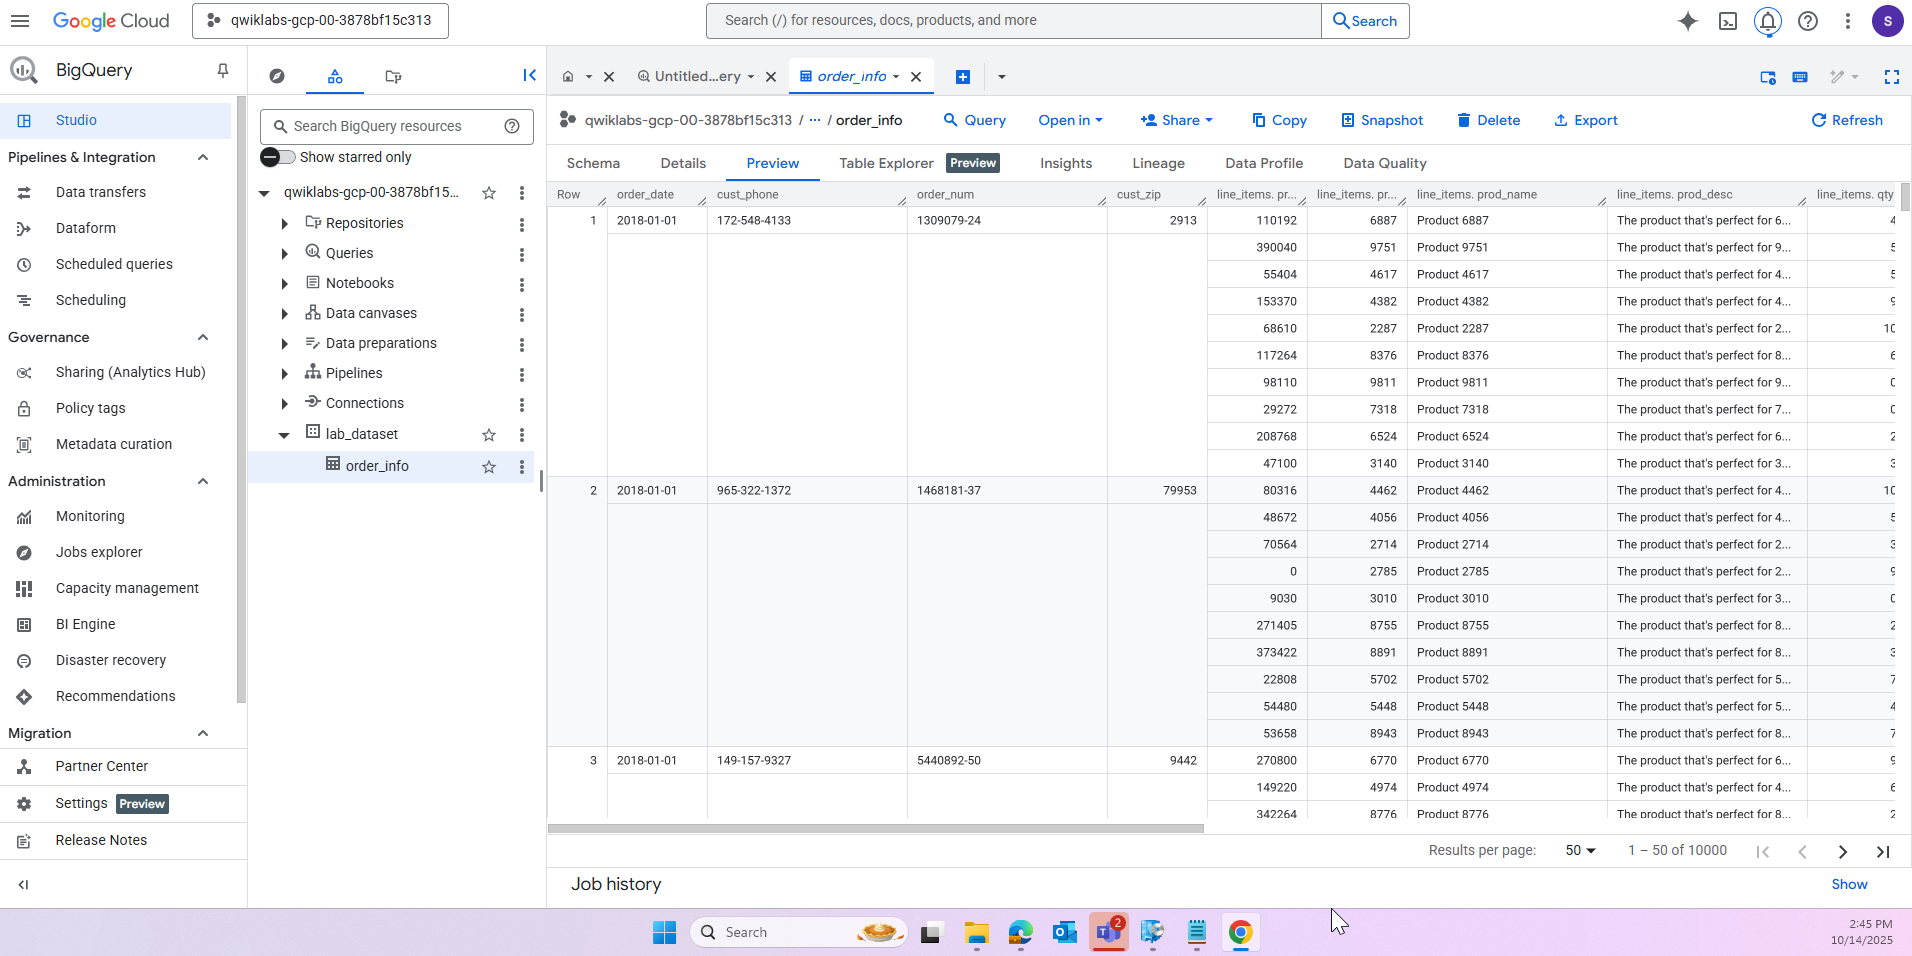 Google Cloud
qwiklabs-gcp-00-3878bf15c313
Search (/) for resources, docs, products, and more
Search
S
BigQuery
Untitled...ery
order_info
Studio
Pipelines & Integration
Data transfers
Dataform
Scheduled queries
Scheduling
Governance
Sharing (Analytics Hub)
Policy tags
Metadata curation
Administration
Monitoring
Jobs explorer
Capacity management
BI Engine
Disaster recovery
Recommendations
Migration
Partner Center
Settings Preview
Release Notes
Search BigQuery resources
Show starred only
qwiklabs-gcp-00-3878bf15...
Repositories
Queries
Notebooks
Data canvases
Data preparations
Pipelines
Connections
lab_dataset
order_info
qwiklabs-gcp-00-3878bf15c313 / ... / order_info Query Open in Share Copy Snapshot Delete Export Refresh
Schema Details Preview Table Explorer Preview Insights Lineage Data Profile Data Quality
Row order_date cust_phone order_num cust_zip line_items. pr... line_items. pr... line_items. prod_name line_items. prod_desc line_items. qty
1 2018-01-01 172-548-4133 1309079-24 2913 110192 6887 Product 6887 The product that's perfect for 6... 4
390040 9751 Product 9751 The product that's perfect for 9... 5
55404 4617 Product 4617 The product that's perfect for 4... 5
153370 4382 Product 4382 The product that's perfect for 4... 9
68610 2287 Product 2287 The product that's perfect for 2... 10
117264 8376 Product 8376 The product that's perfect for 8... 6
98110 9811 Product 9811 The product that's perfect for 9... 0
29272 7318 Product 7318 The product that's perfect for 7... 0
208768 6524 Product 6524 The product that's perfect for 6... 2
47100 3140 Product 3140 The product that's perfect for 3... 3
2 2018-01-01 965-322-1372 1468181-37 79953 80316 4462 Product 4462 The product that's perfect for 4... 10
48672 4056 Product 4056 The product that's perfect for 4... 5
70564 2714 Product 2714 The product that's perfect for 2... 3
0 2785 Product 2785 The product that's perfect for 2... 9
9030 3010 Product 3010 The product that's perfect for 3... 0
271405 8755 Product 8755 The product that's perfect for 8... 2
373422 8891 Product 8891 The product that's perfect for 8... 3
22808 5702 Product 5702 The product that's perfect for 5... 7
54480 5448 Product 5448 The product that's perfect for 5... 4
53658 8943 Product 8943 The product that's perfect for 8... 7
3 2018-01-01 149-157-9327 5440892-50 9442 270800 6770 Product 6770 The product that's perfect for 6... 9
149220 4974 Product 4974 The product that's perfect for 4... 6
342264 8776 Product 8776 The product that's perfect for 8... 2
Results per page: 50 1 – 50 of 10000
Job history Show
Search
2
2:45 PM
10/14/2025